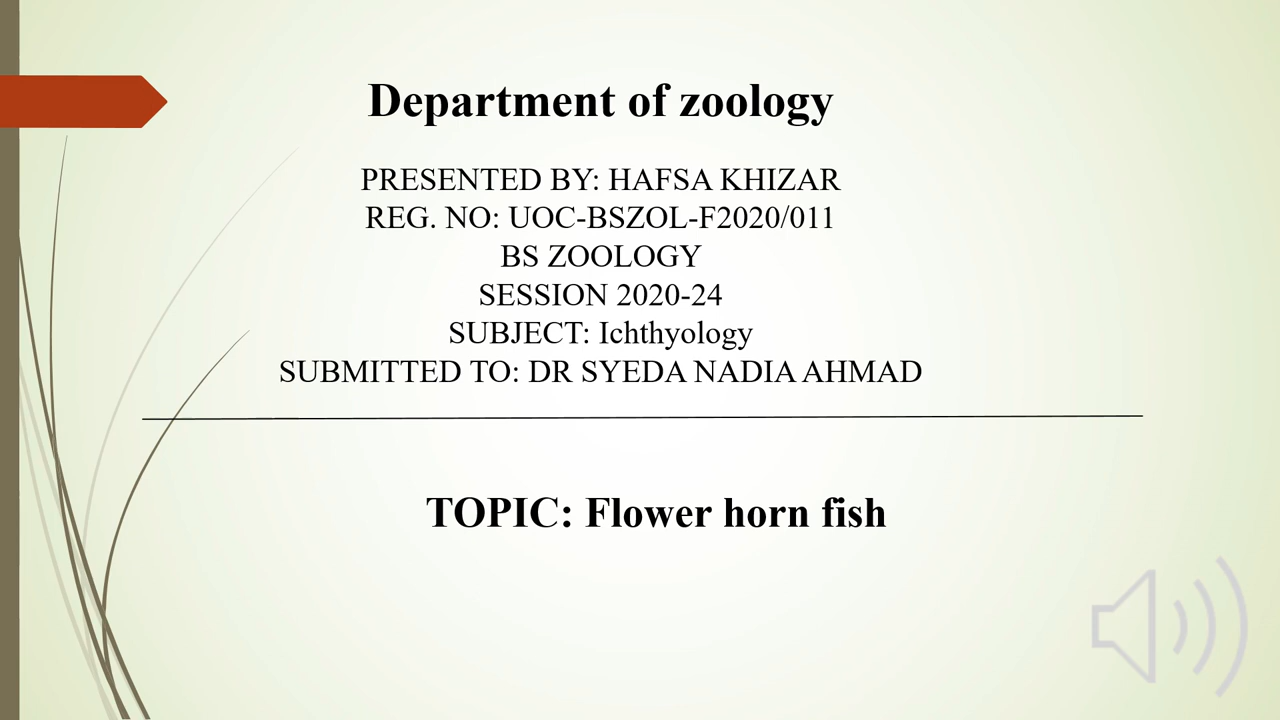 Department of zoology
PRESENTED BY: HAFSA KHIZAR
REG. NO: UOC-BSZOL-F2020/011
BS ZOOLOGY
SESSION 2020-24
SUBJECT: Ichthyology
SUBMITTED TO: DR SYEDA NADIA AHMAD
TOPIC: Flower horn fish